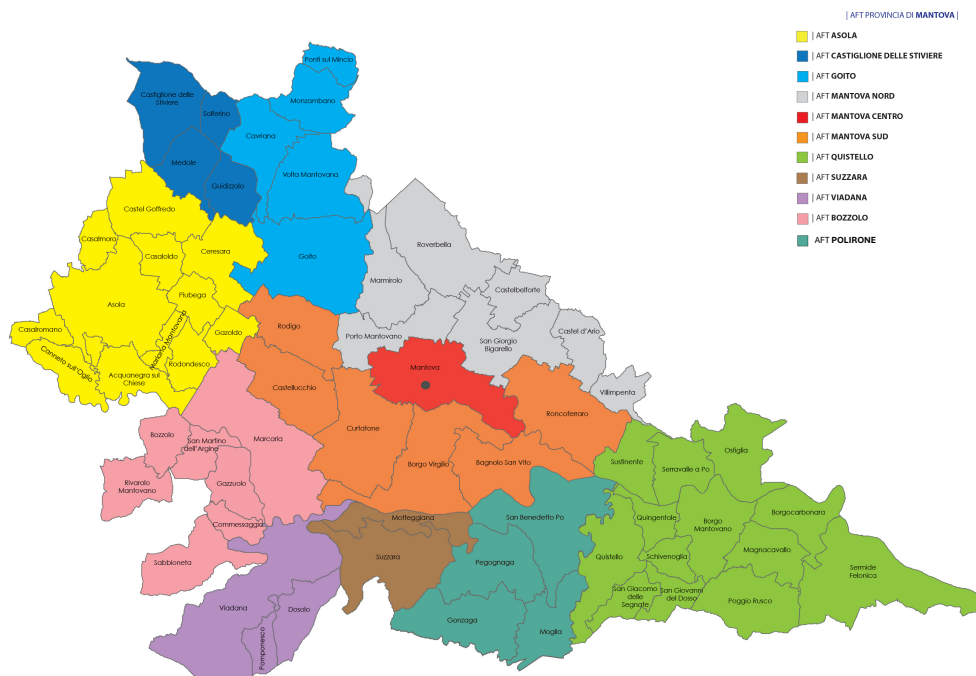 | AFT PROVINCIA DI MANTOVA |
| AFT ASOLA
| AFT CASTIGLIONE DELLE STIVIERE
| AFT GOITO
| AFT MANTOVA NORD
| AFT MANTOVA CENTRO
| AFT MANTOVA SUD
| AFT QUISTELLO
| AFT SUZZARA
| AFT VIADANA
| AFT BOZZOLO
AFT POLIRONE
Ponti sul Mincio
Castiglione delle
Stiviere
Monzambano
Solferino
Cavriana
Medole
Volta Mantovana
Guidizzolo
Castel Goffredo
Casalmoro
Ceresara
Casaloldo
Goito
Roverbella
Marmirolo
Castelbelforte
Piubega
Asola
Mariana Mantovana
Casalromano
Gazoldo
Rodigo
Porto Mantovano
San Giorgio
Bigarello
Castel d'Ario
Canneto sull'Oglio
Acquanegra sul
Chiese
Rodondesco
Mantova
Castellucchio
Villimpenta
Roncoferraro
Curtatone
Bozzolo
San Martino
dell'Argine
Marcaria
Borgo Virgilio
Bagnolo San Vito
Sustinente
Serravalle a Po
Ostiglia
Rivarolo
Mantovano
Gazzuolo
Commessaggio
Motteggiana
San Benedetto Po
Quingentole
Borgo
Mantovano
Borgocarbonara
Sabbioneta
Suzzara
Pegognaga
Quistello
Schivenoglia
Magnacavallo
Sermide
Felonica
San Giacomo
delle
Segnate
San Giovanni
del Dosso
Poggio Rusco
Viadana
Dosolo
Pomponesco
Gonzaga
Moglia